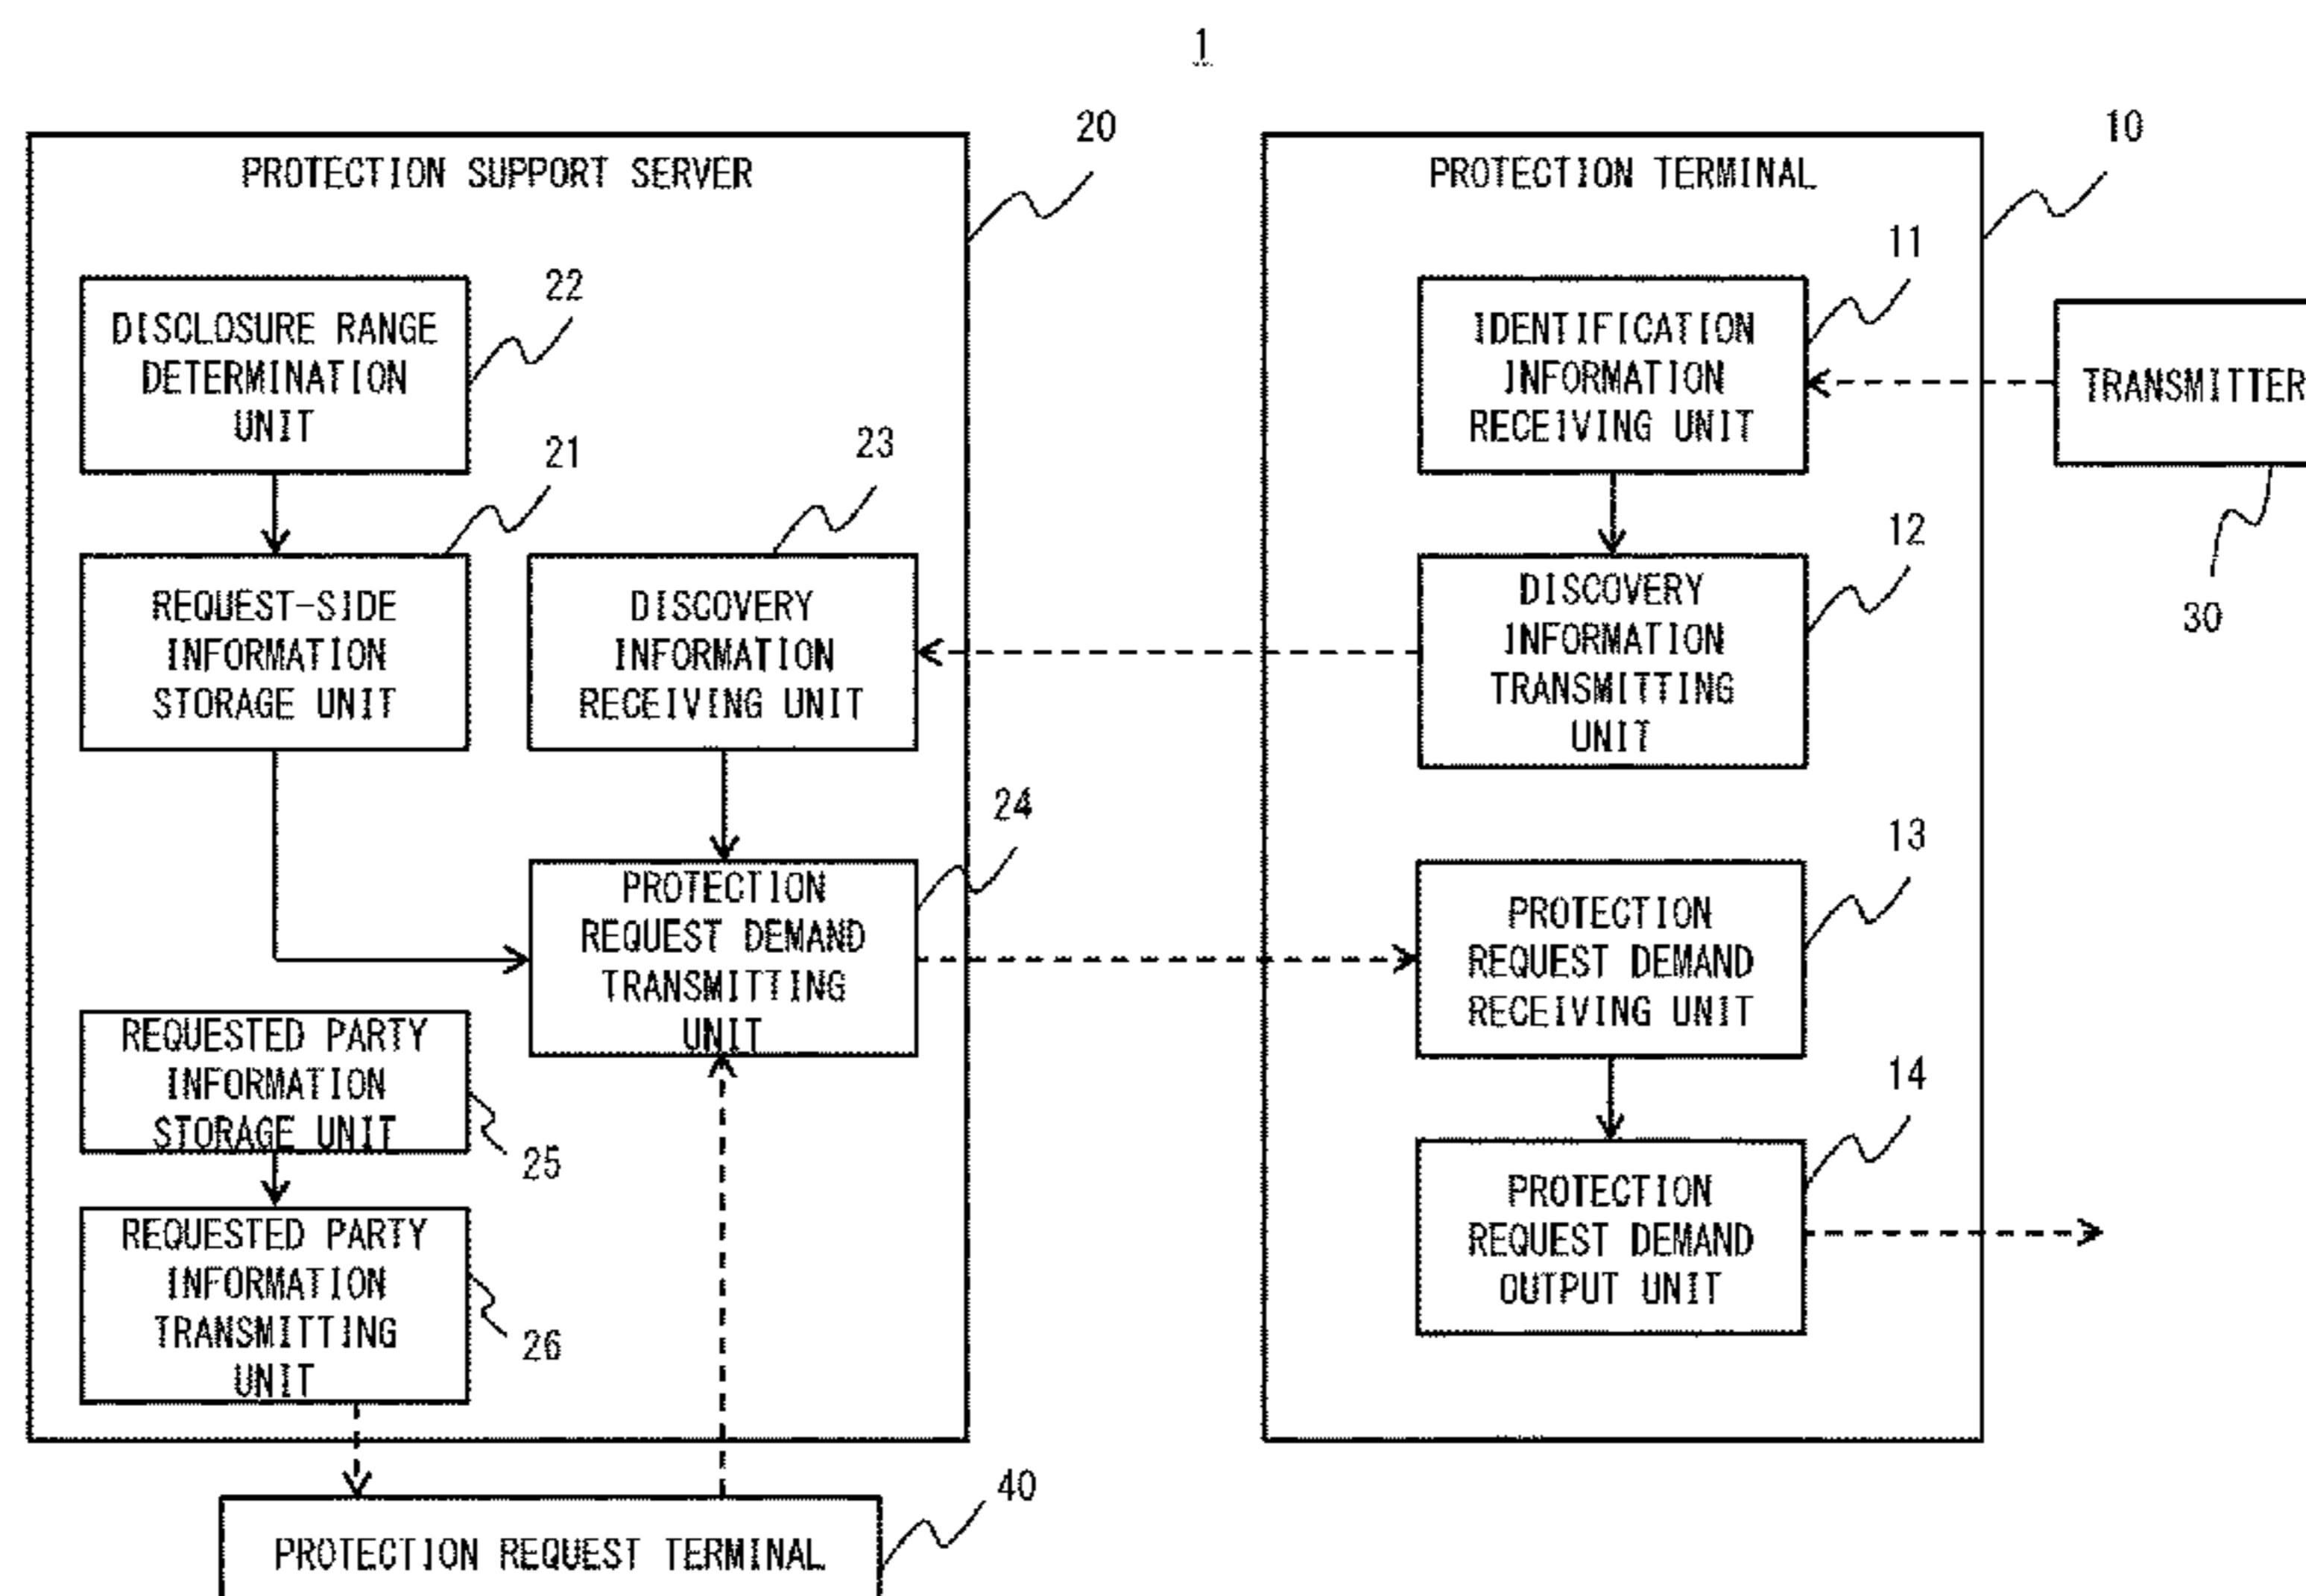 1
20
PROTECTION SUPPORT SERVER
22
DISCLOSURE RANGE
DETERMINATION
UNIT
21
23
REQUEST-SIDE
INFORMATION
STORAGE UNIT
DISCOVERY
INFORMATION
RECEIVING UNIT
24
PROTECTION
REQUEST DEMAND
TRANSMITTING
UNIT
REQUESTED PARTY
INFORMATION
STORAGE UNIT
25
REQUESTED PARTY
INFORMATION
TRANSMITTING
UNIT
26
40
PROTECTION REQUEST TERMINAL
10
PROTECTION TERMINAL
11
IDENTIFICATION
INFORMATION
RECEIVING UNIT
TRANSMITTER
30
12
DISCOVERY
INFORMATION
TRANSMITTING
UNIT
13
PROTECTION
REQUEST DEMAND
RECEIVING UNIT
14
PROTECTION
REQUEST DEMAND
OUTPUT UNIT